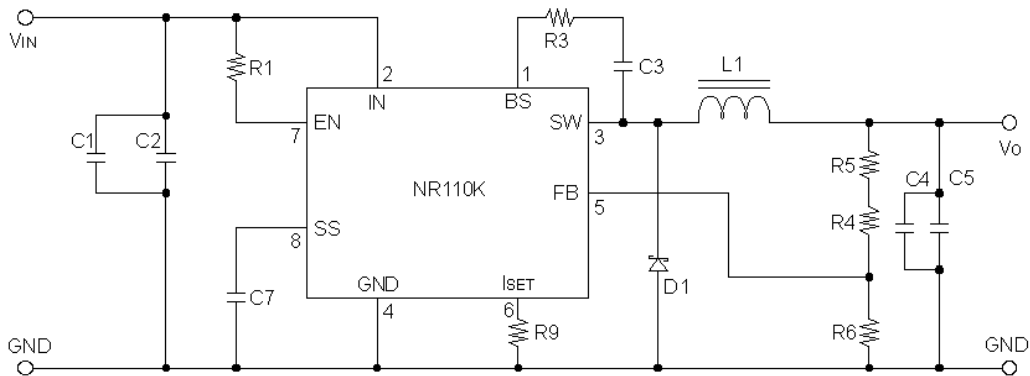 VIN
R1
R3
C3
L1
2
1
IN
BS
7
EN
SW
3
Vo
C1
C2
NR110K
FB
5
R5
R4
C4
C5
8
SS
C7
GND
4
ISET
6
R9
D1
R6
GND
GND